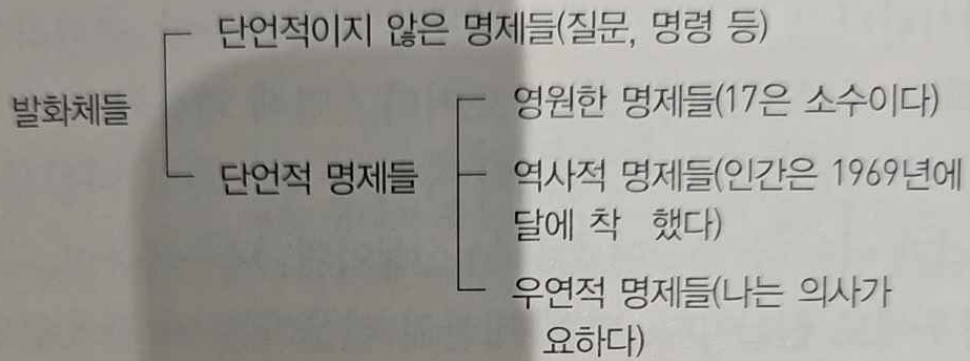 단언적이지 않은 명제들(질문, 명령 등)
발화체들
영원한 명제들(17은 소수이다)
단언적 명제들
역사적 명제들(인간은 1969년에
달에 착 했다)
우연적 명제들(나는 의사가
요하다)